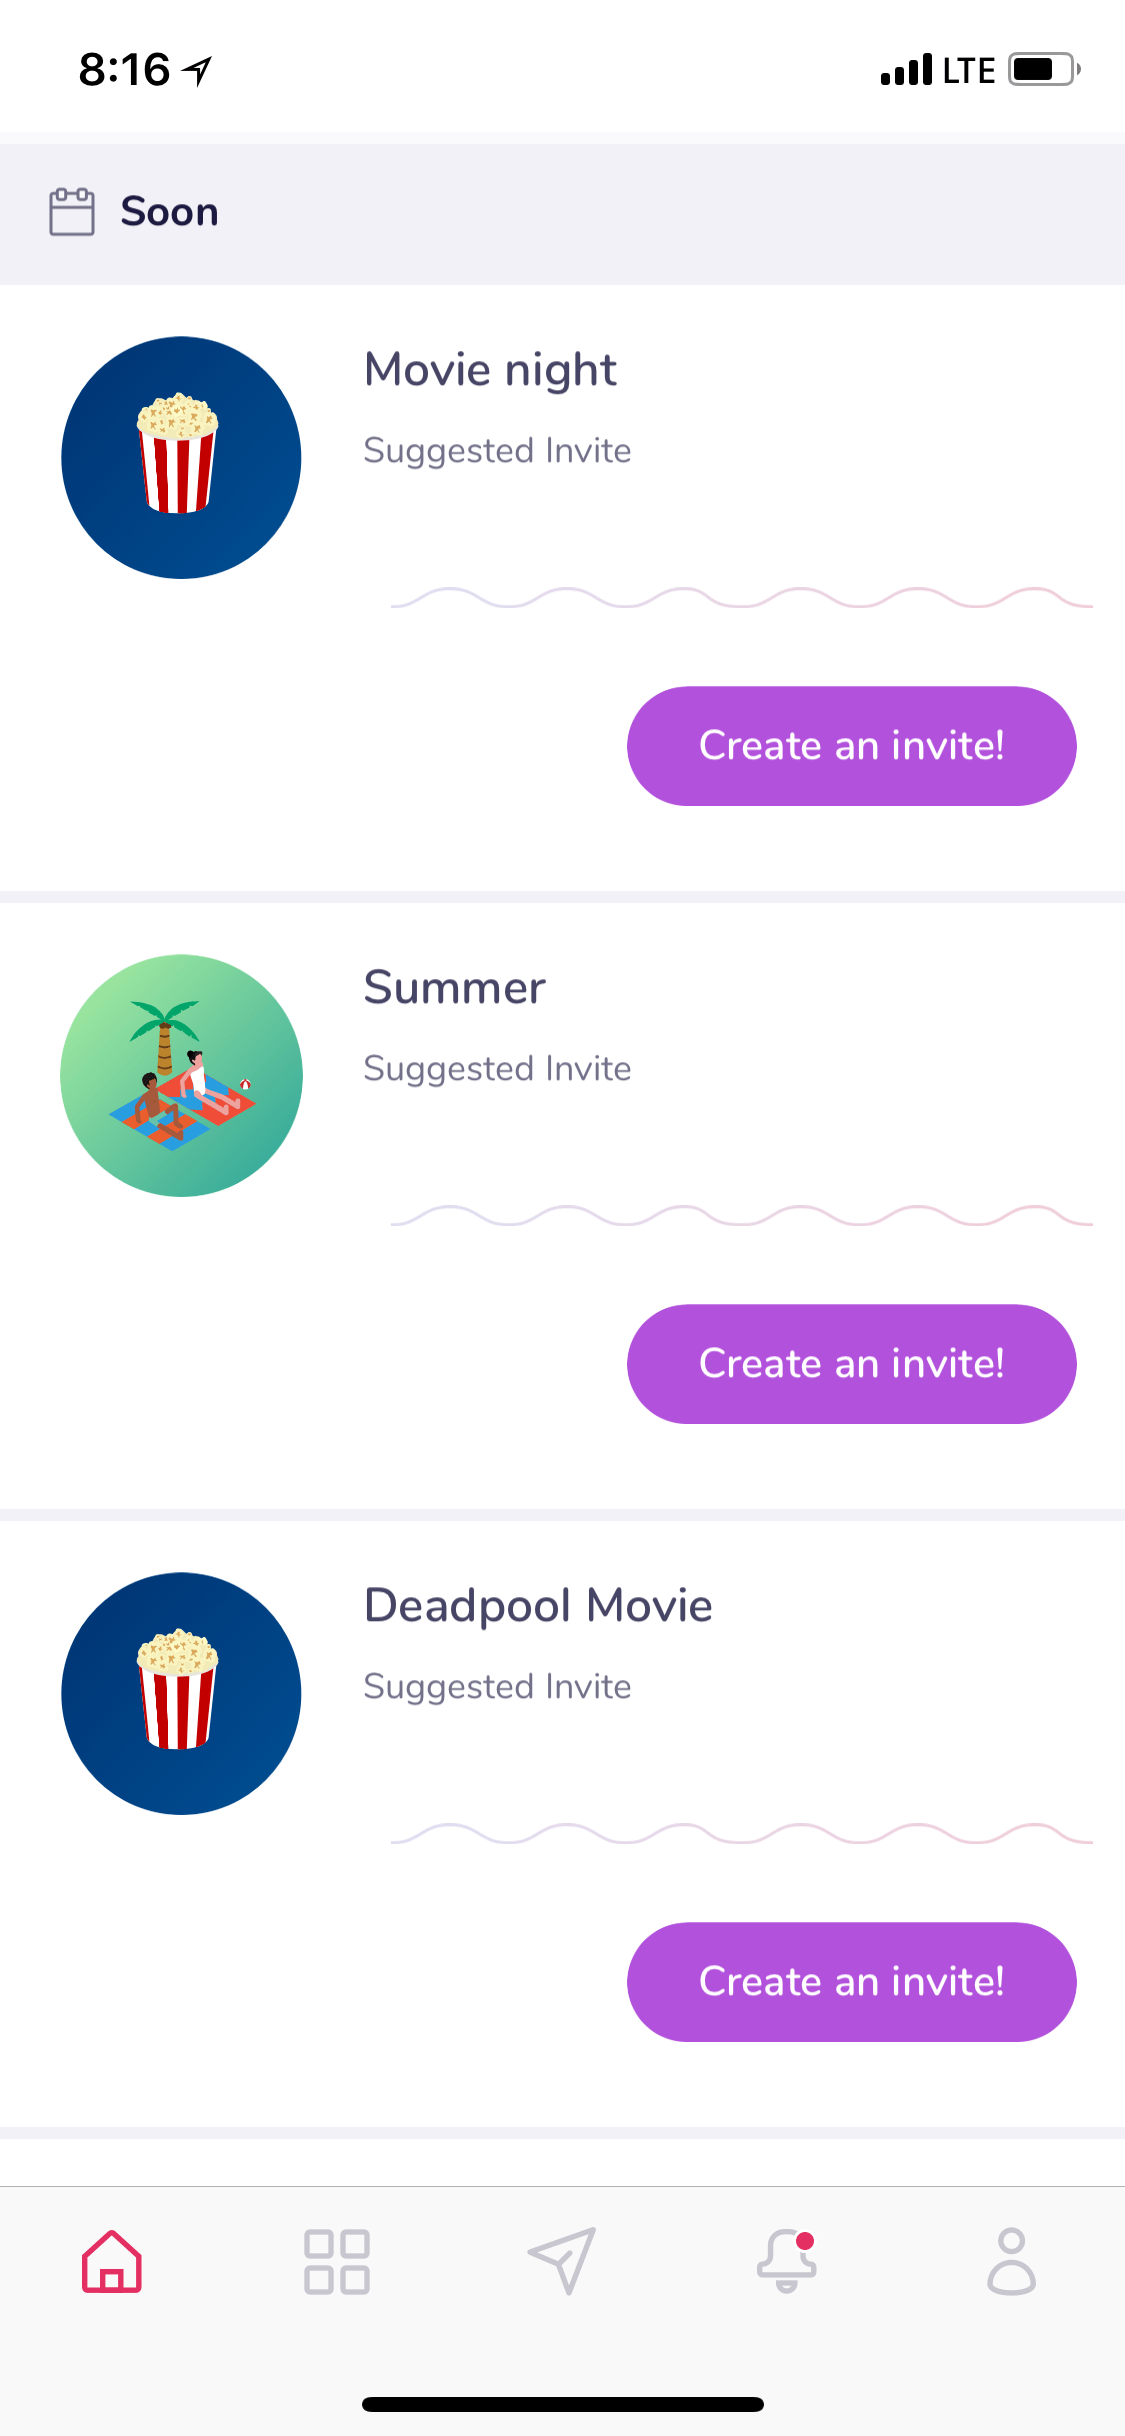 8:16 LTE
Soon
Movie night
Suggested Invite
Create an invite!
Summer
Suggested Invite
Create an invite!
Deadpool Movie
Suggested Invite
Create an invite!